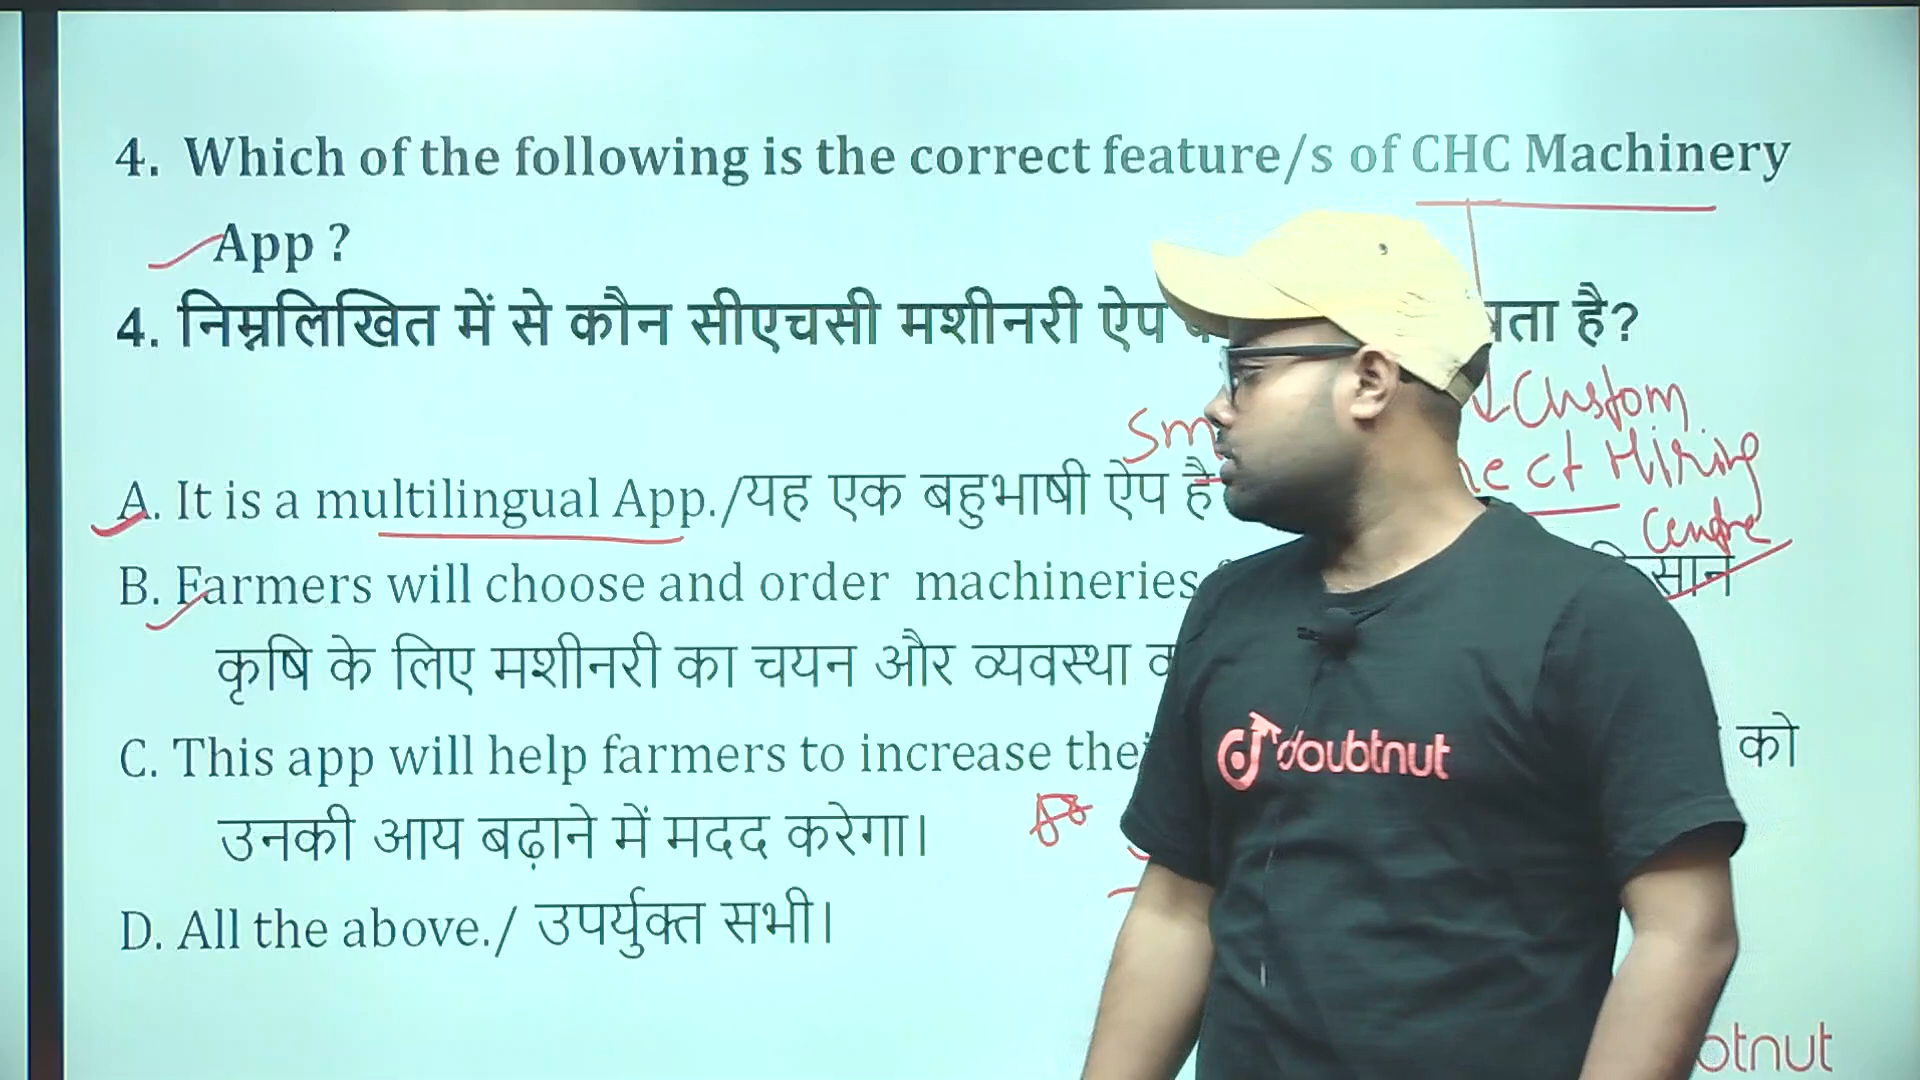 4. Which of the following is the correct feature/s of CHC Machinery
App ?
4. निम्नलिखित में से कौन सीएचसी मशीनरी ऐप है?
Custom
Hiring
A. It is a multilingual App./यह एक बहुभाषी ऐप है
Centre
B. Farmers will choose and order machineries
कृषि के लिए मशीनरी का चयन और व्यवस्था
C. This app will help farmers to increase को
उनकी आय बढ़ाने में मदद करेगा।
D. All the above./ उपर्युक्त सभी।
doubtnut